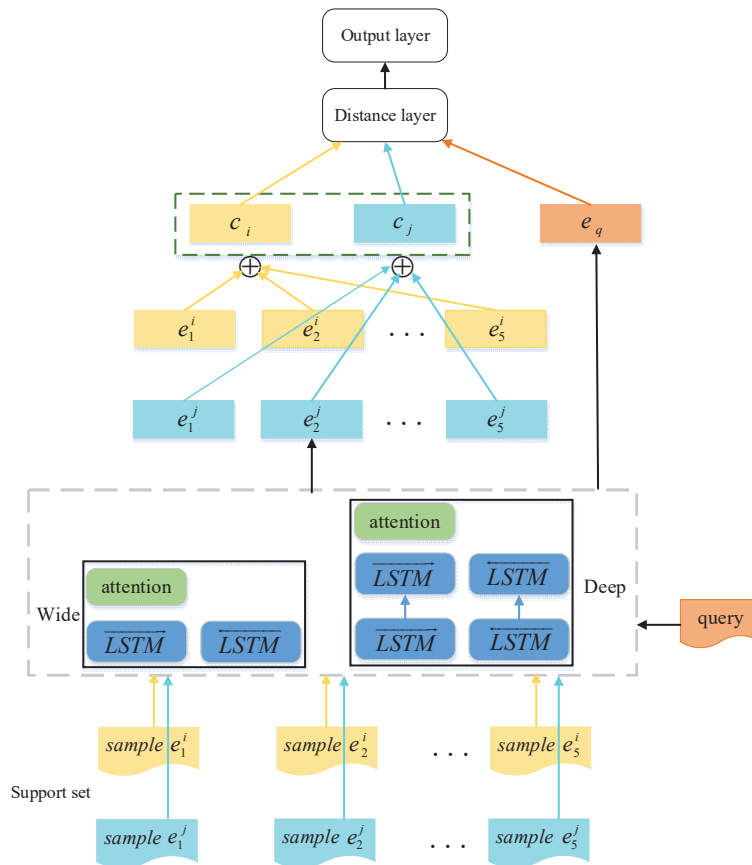 Output layer
Distance layer
c_i c_j e_q
e_1^i e_2^i . . . e_5^i
e_1^j e_2^j . . . e_5^j
attention
attention
LSTM LSTM
Wide Deep
LSTM LSTM LSTM LSTM
query
sample e_1^i sample e_2^i . . . sample e_5^i
Support set
sample e_1^j sample e_2^j . . . sample e_5^j